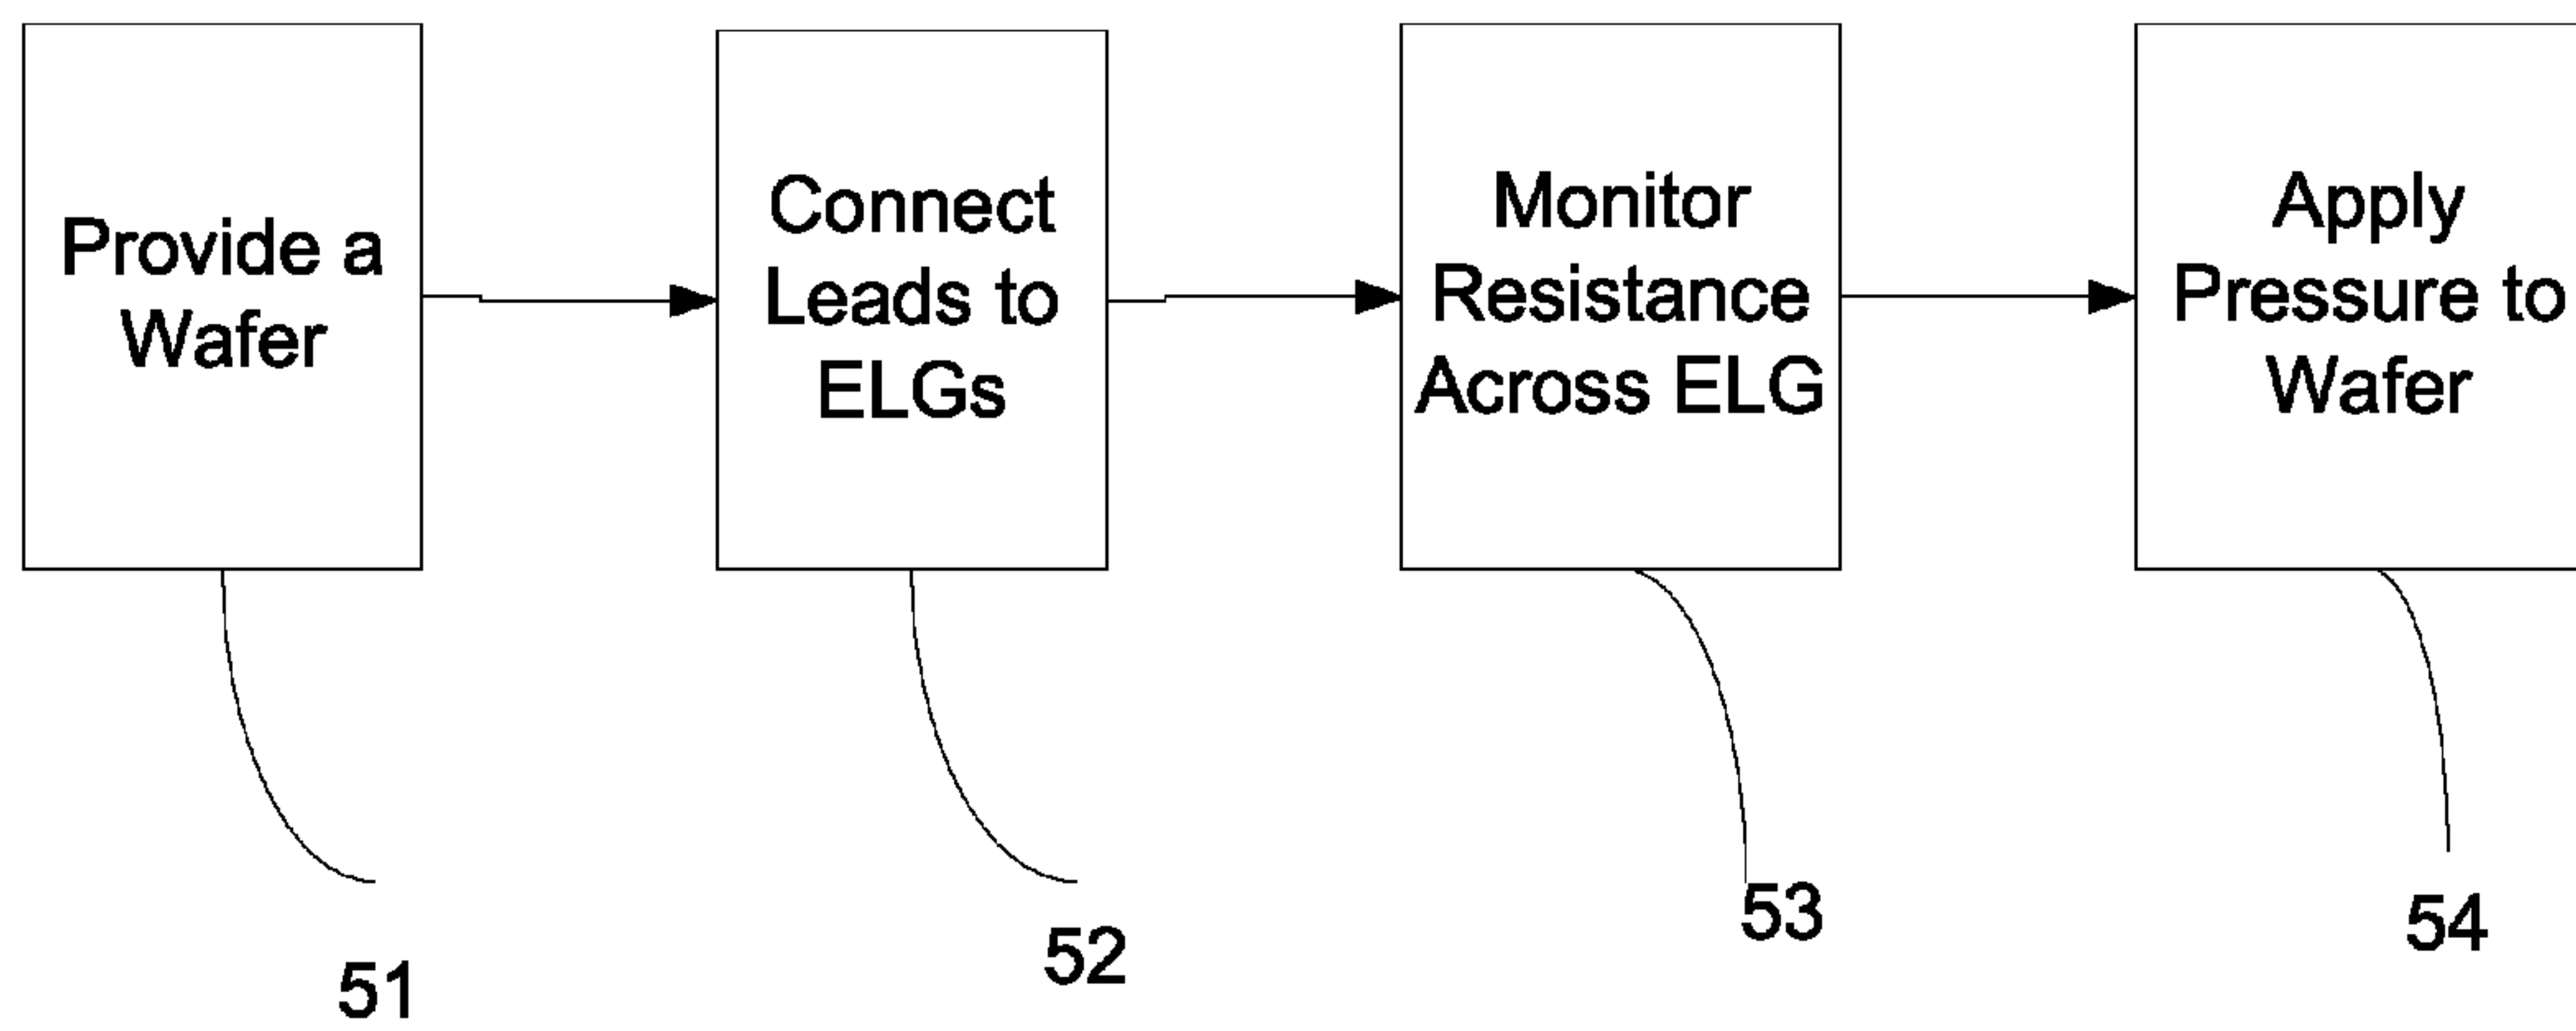 Provide a
Wafer
Connect
Leads to
ELGs
Monitor
Resistance
Across ELG
Apply
Pressure to
Wafer
51
52
53
54